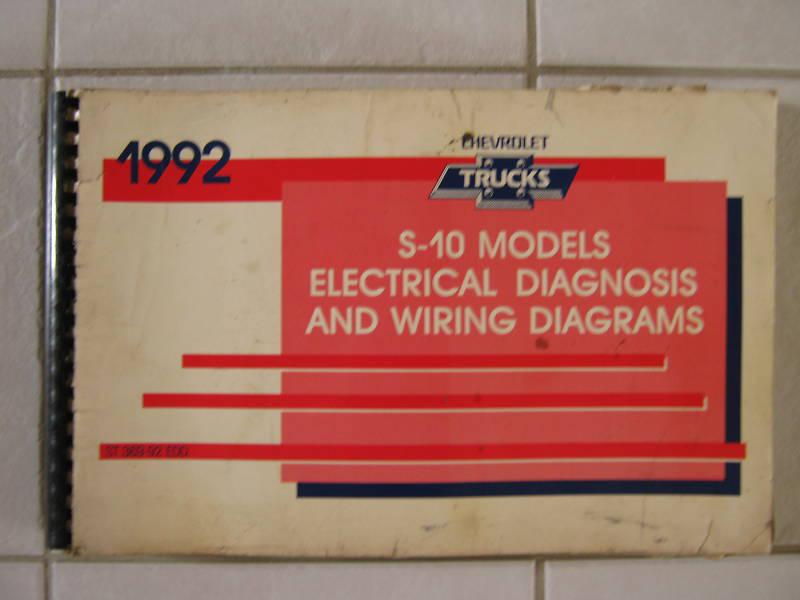 1992
CHEVROLET
TRUCKS
S-10 MODELS
ELECTRICAL DIAGNOSIS
AND WIRING DIAGRAMS
ST 369-92 EDD